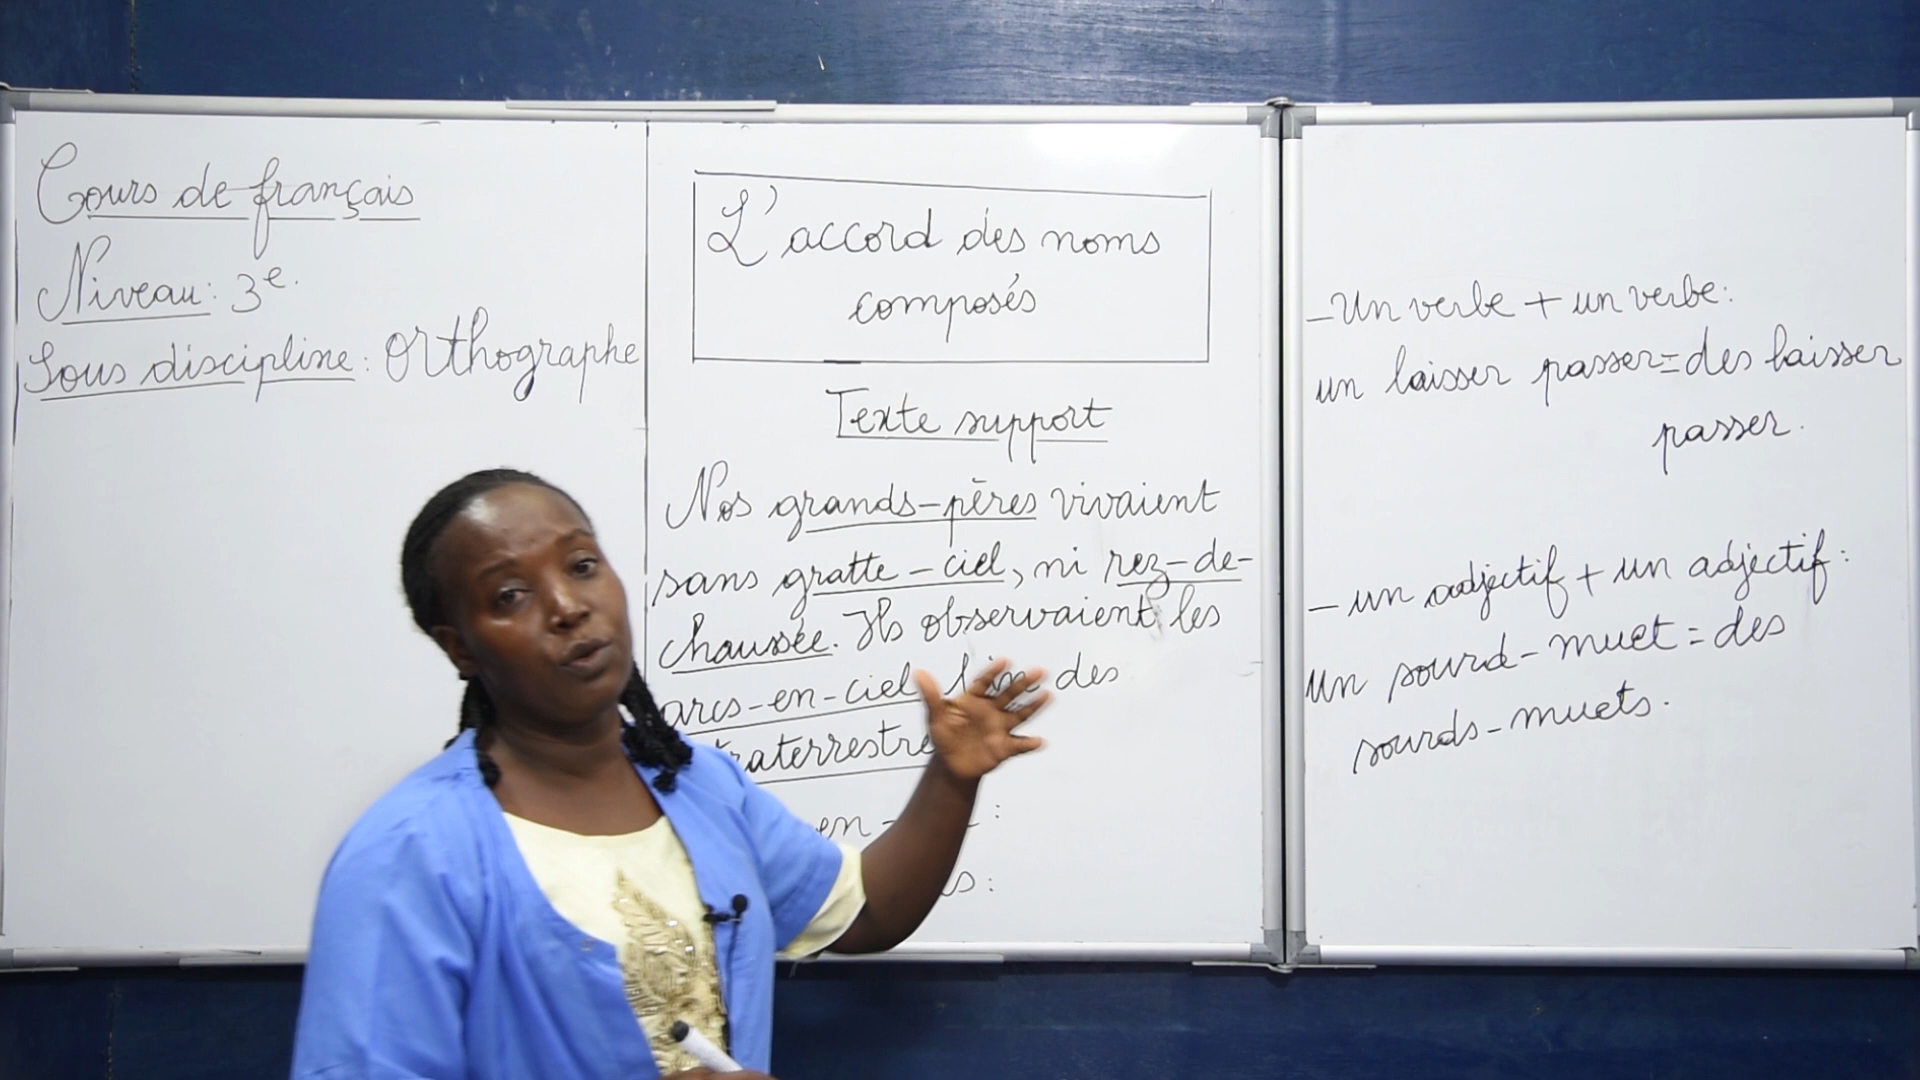 Cours de français
Niveau: 3e.
Sous discipline: Orthographe
L'accord des noms
composés
Texte support
Nos grands-pères vivaient
sans gratte-ciel, ni rez-de-
chaussée. Ils observaient les
arcs-en-ciel des
en-
- Un verbe + un verbe:
un laisser passer = des laisser
passer.
- un adjectif + un adjectif:
un sourd-muet = des
sourds-muets.